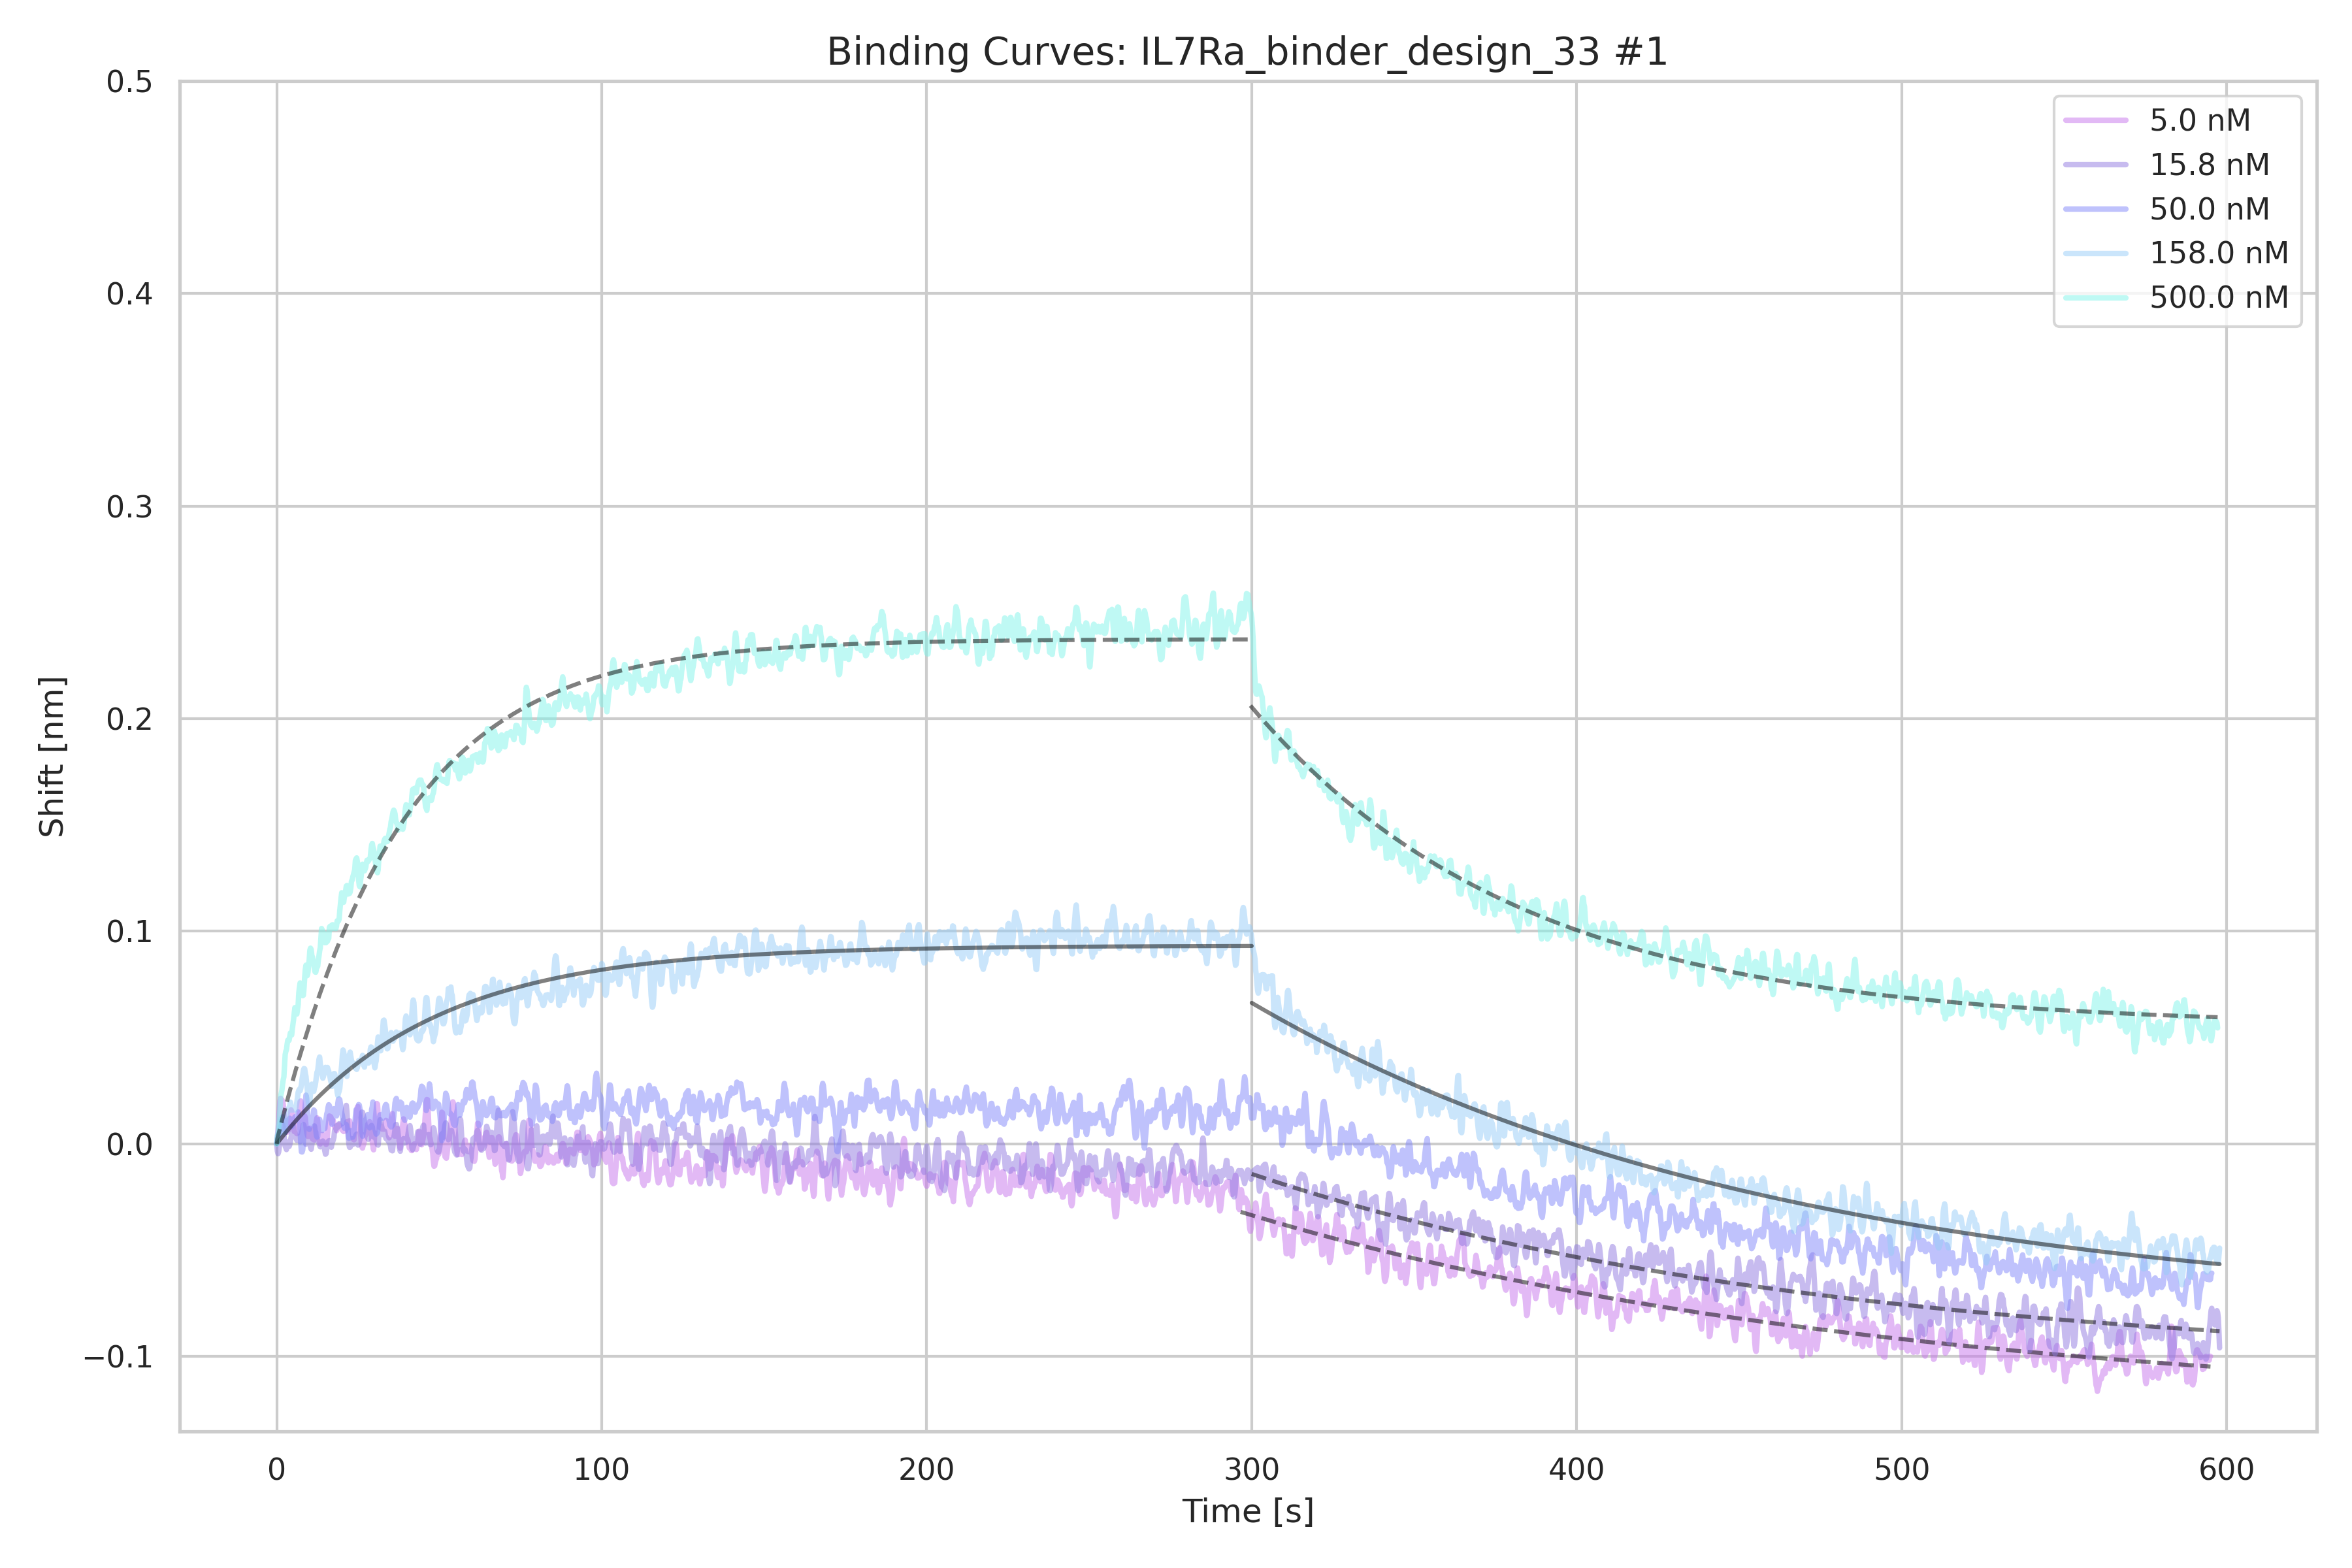 Binding Curves: IL7Ra_binder_design_33 #1
0.5
0.4
0.3
0.2
0.1
0.0
−0.1
Shift [nm]
5.0 nM
15.8 nM
50.0 nM
158.0 nM
500.0 nM
0 100 200 300 400 500 600
Time [s]